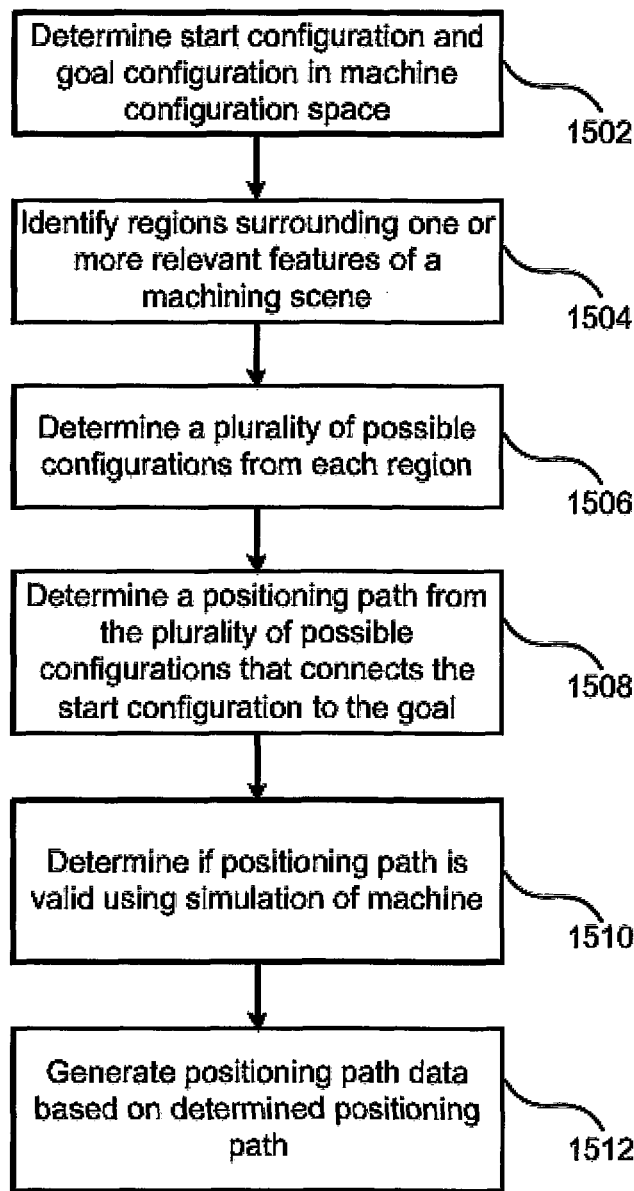 Determine start configuration and
goal configuration in machine
configuration space
1502
Identify regions surrounding one or
more relevant features of a
machining scene
1504
Determine a plurality of possible
configurations from each region
1506
Determine a positioning path from
the plurality of possible
configurations that connects the
start configuration to the goal
1508
Determine if positioning path is
valid using simulation of machine
1510
Generate positioning path data
based on determined positioning
path
1512